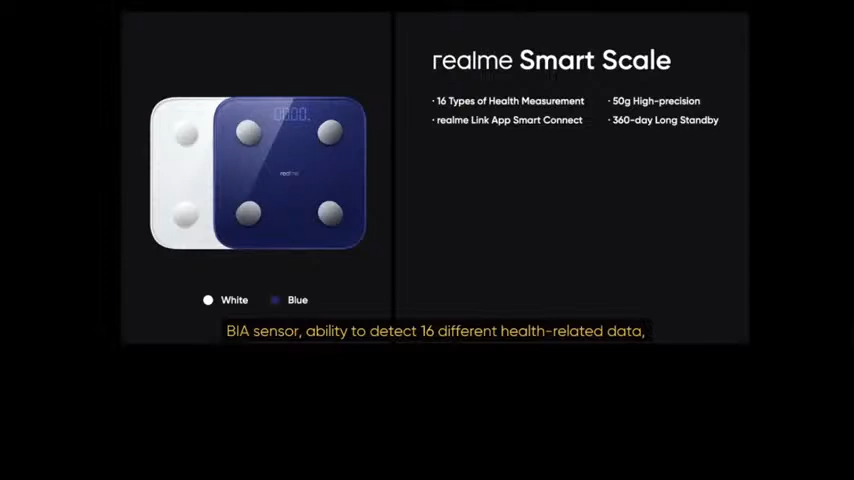 realme Smart Scale
· 16 Types of Health Measurement
· 50g High-precision
· realme Link App Smart Connect
· 360-day Long Standby
realme
White
Blue
BIA sensor, ability to detect 16 different health-related data,